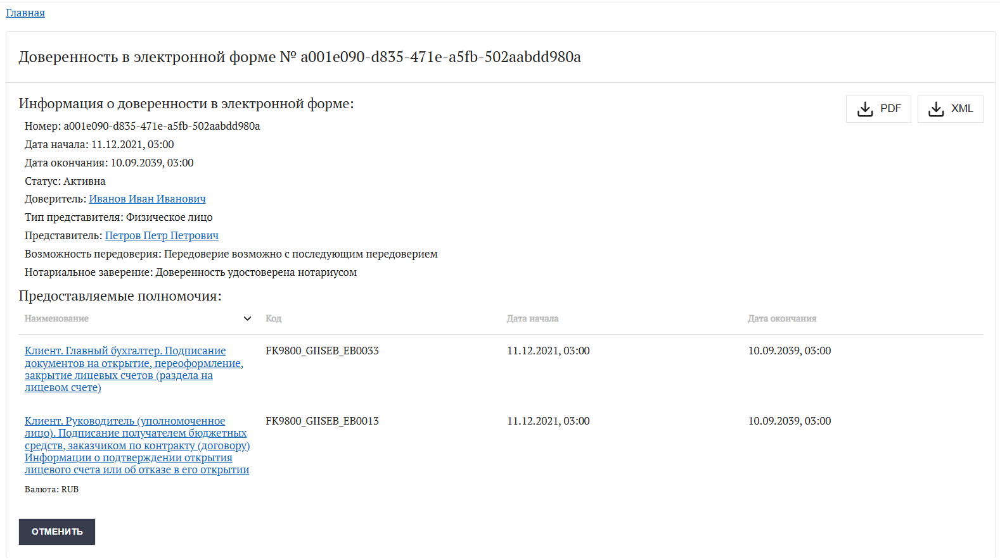 Главная
Доверенность в электронной форме № a001e090-d835-471e-a5fb-502aabdd980a
Информация о доверенности в электронной форме:
PDF
XML
Номер: a001e090-d835-471e-a5fb-502aabdd980a
Дата начала: 11.12.2021, 03:00
Дата окончания: 10.09.2039, 03:00
Статус: Активна
Доверитель: Иванов Иван Иванович
Тип представителя: Физическое лицо
Представитель: Петров Петр Петрович
Возможность передоверия: Передоверие возможно с последующим передоверием
Нотариальное заверение: Доверенность удостоверена нотариусом
Предоставляемые полномочия:
Наименование Код Дата начала Дата окончания
Клиент. Главный бухгалтер. Подписание FK9800_GIISEB_EB0033 11.12.2021, 03:00 10.09.2039, 03:00
документов на открытие, переоформление,
закрытие лицевых счетов (раздела на
лицевом счете)
Клиент. Руководитель (уполномоченное FK9800_GIISEB_EB0013 11.12.2021, 03:00 10.09.2039, 03:00
лицо). Подписание получателем бюджетных
средств, заказчиком по контракту (договору)
Информации о подтверждении открытия
лицевого счета или об отказе в его открытии
Валюта: RUB
ОТМЕНИТЬ